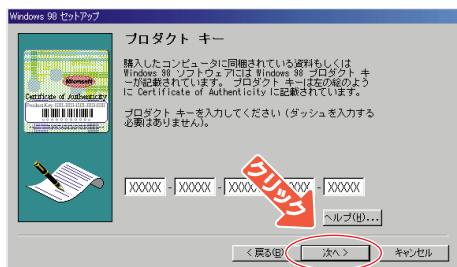 Windows 98 セットアップ
プロダクト キー
購入したコンピュータに同梱されている資料もしくは
Windows 98 ソフトウェアには Windows 98 プロダクト キ
ーが記載されています。 プロダクト キーは左の絵のよう
に Certificate of Authenticity に記載されています。
プロダクト キーを入力してください (ダッシュを入力する
必要はありません)。
Microsoft
Certificate of Authenticity
Product Key
XXXXX - XXXXX - XXXXX - XXXXX - XXXXX
クリック
ヘルプ(H)...
< 戻る(B)
次へ >
キャンセル